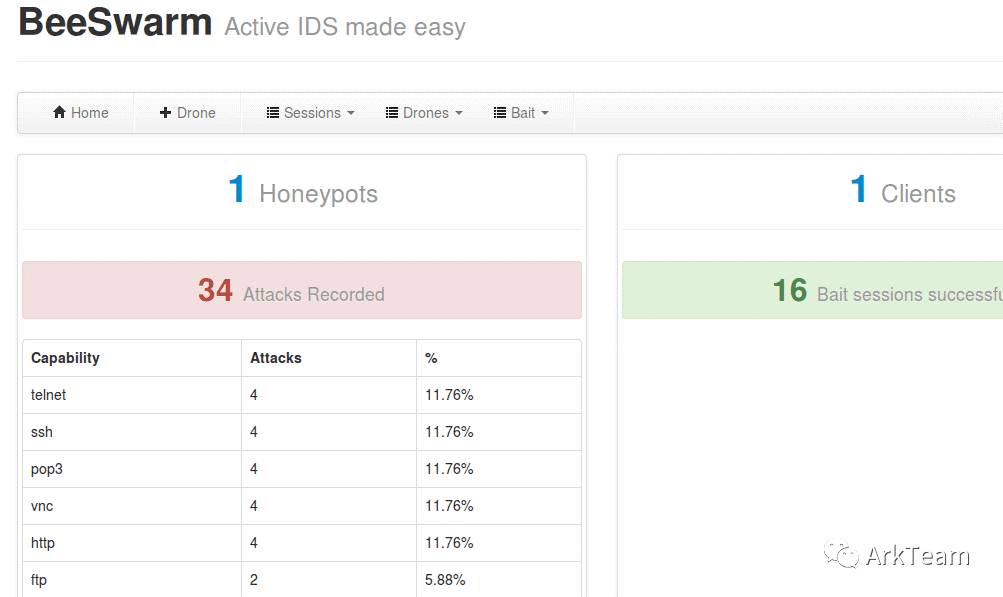 BeeSwarm Active IDS made easy
Home Drone Sessions Drones Bait
1 Honeypots
34 Attacks Recorded
Capability Attacks %
telnet 4 11.76%
ssh 4 11.76%
pop3 4 11.76%
vnc 4 11.76%
http 4 11.76%
ftp 2 5.88%
1 Clients
16 Bait sessions
ArkTeam